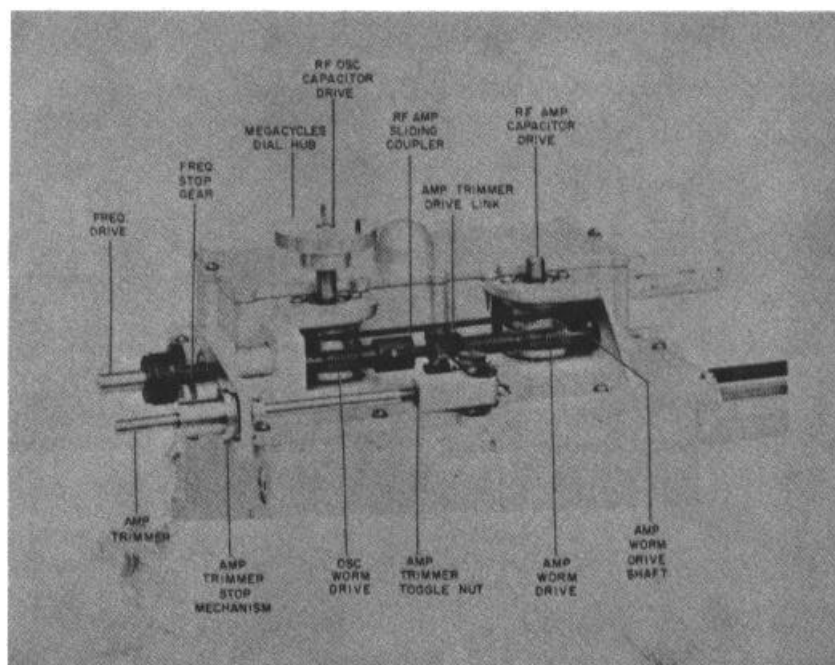 RF OSC
CAPACITOR
DRIVE
MEGACYCLES
DIAL HUB
RF AMP
SLIDING
COUPLER
RF AMP
CAPACITOR
DRIVE
FREQ.
STOP
GEAR
AMP TRIMMER
DRIVE LINK
FREQ.
DRIVE
AMP
TRIMMER
AMP
TRIMMER
STOP
MECHANISM
OSC
WORM
DRIVE
AMP
TRIMMER
TOGGLE NUT
AMP
WORM
DRIVE
AMP
WORM
DRIVE
SHAFT